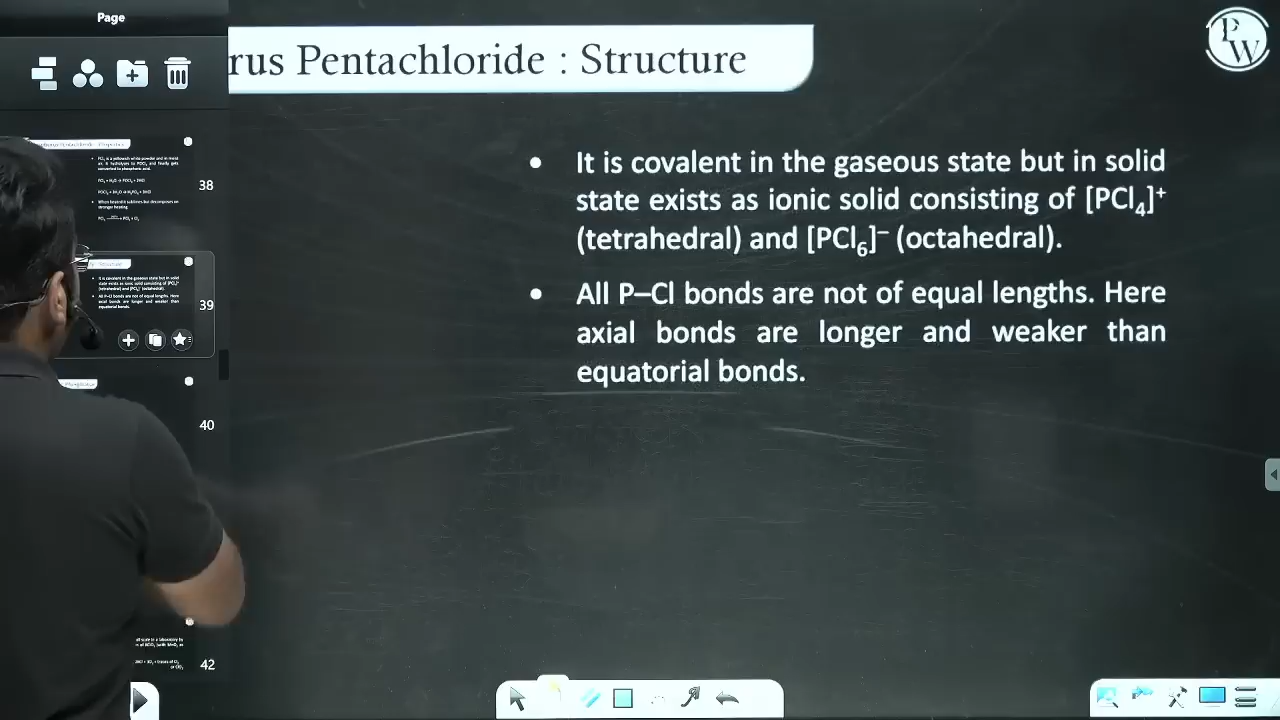 Page
rus Pentachloride : Structure
PW
• It is covalent in the gaseous state but in solid
state exists as ionic solid consisting of [PCl₄]⁺
(tetrahedral) and [PCl₆]⁻ (octahedral).
• All P–Cl bonds are not of equal lengths. Here
axial bonds are longer and weaker than
equatorial bonds.
38
39
40
42